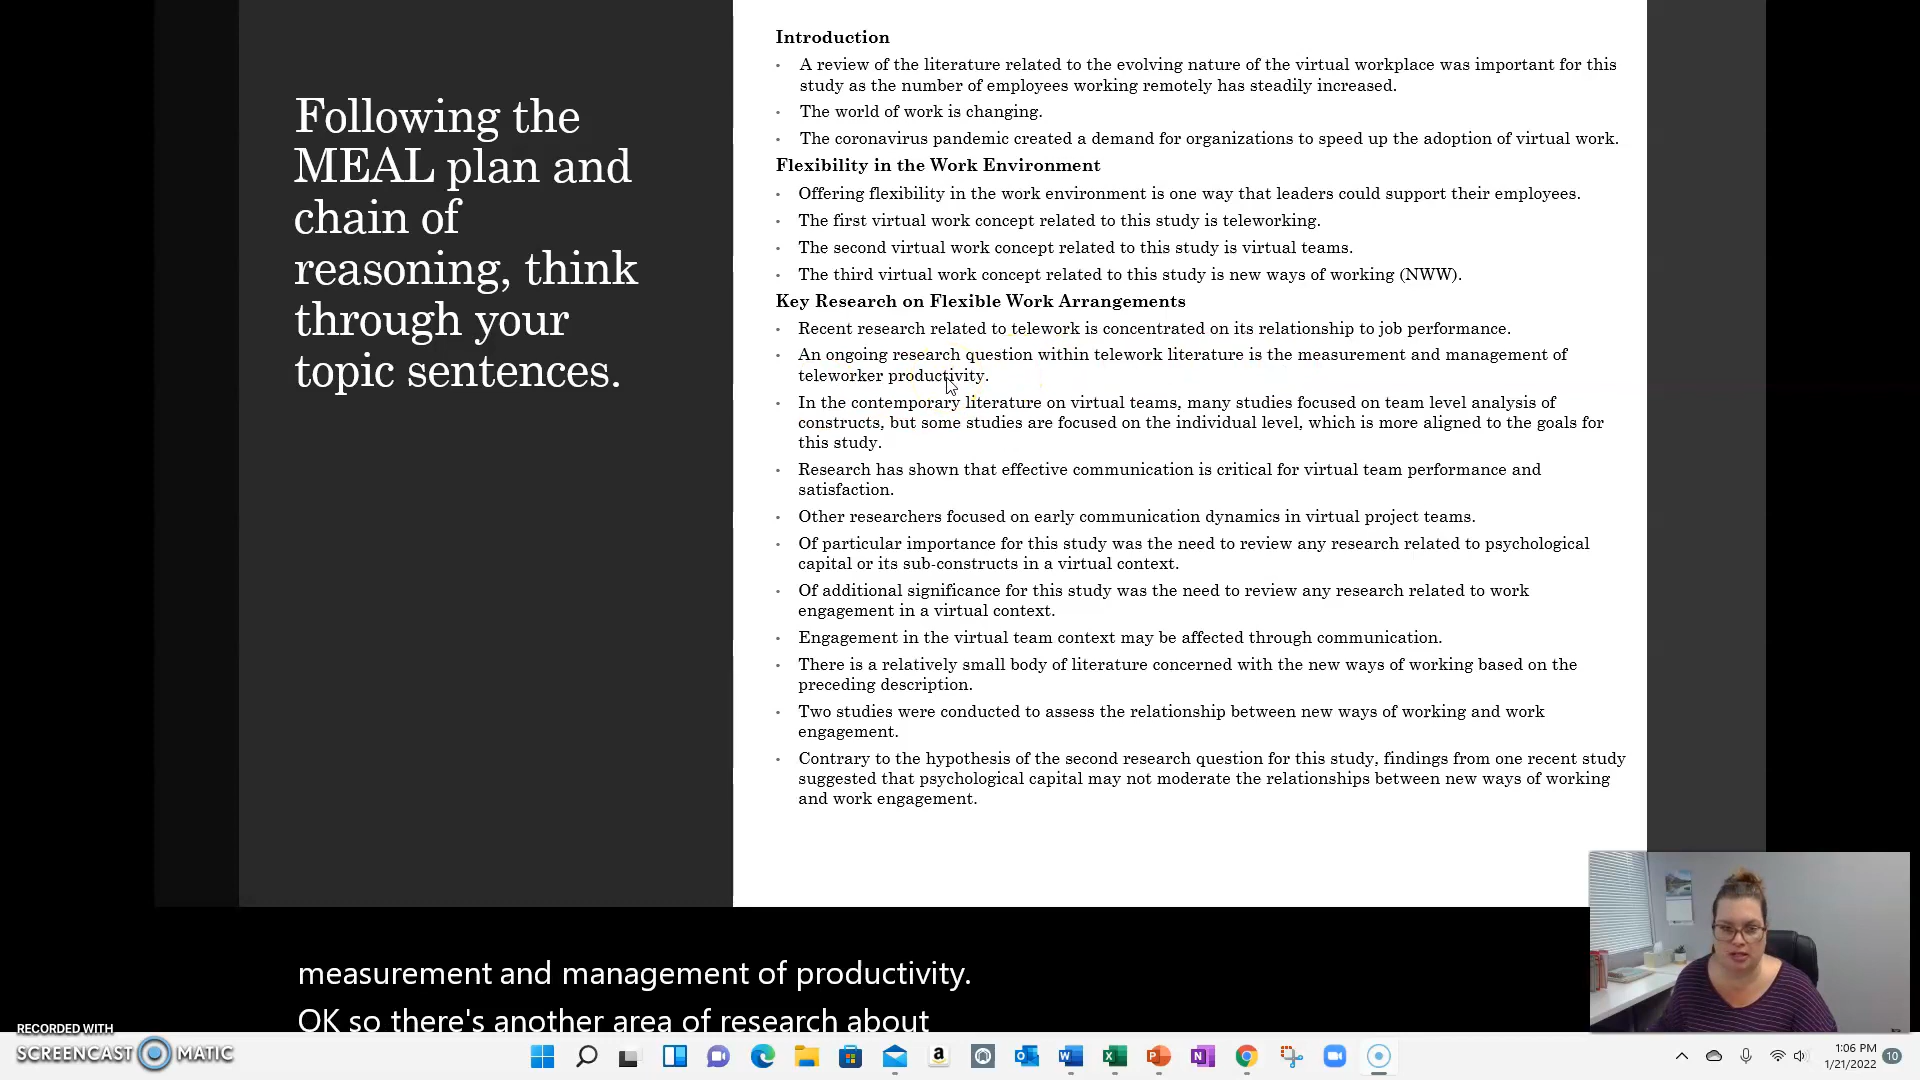 Following the
MEAL plan and
chain of
reasoning, think
through your
topic sentences.
Introduction
• A review of the literature related to the evolving nature of the virtual workplace was important for this
study as the number of employees working remotely has steadily increased.
• The world of work is changing.
• The coronavirus pandemic created a demand for organizations to speed up the adoption of virtual work.
Flexibility in the Work Environment
• Offering flexibility in the work environment is one way that leaders could support their employees.
• The first virtual work concept related to this study is teleworking.
• The second virtual work concept related to this study is virtual teams.
• The third virtual work concept related to this study is new ways of working (NWW).
Key Research on Flexible Work Arrangements
• Recent research related to telework is concentrated on its relationship to job performance.
• An ongoing research question within telework literature is the measurement and management of
teleworker productivity.
• In the contemporary literature on virtual teams, many studies focused on team level analysis of
constructs, but some studies are focused on the individual level, which is more aligned to the goals for
this study.
• Research has shown that effective communication is critical for virtual team performance and
satisfaction.
• Other researchers focused on early communication dynamics in virtual project teams.
• Of particular importance for this study was the need to review any research related to psychological
capital or its sub-constructs in a virtual context.
• Of additional significance for this study was the need to review any research related to work
engagement in a virtual context.
• Engagement in the virtual team context may be affected through communication.
• There is a relatively small body of literature concerned with the new ways of working based on the
preceding description.
• Two studies were conducted to assess the relationship between new ways of working and work
engagement.
• Contrary to the hypothesis of the second research question for this study, findings from one recent study
suggested that psychological capital may not moderate the relationships between new ways of working
and work engagement.
measurement and management of productivity.
OK so there's another area of research about
RECORDED WITH
SCREENCAST MATIC
1:06 PM
1/21/2022
10